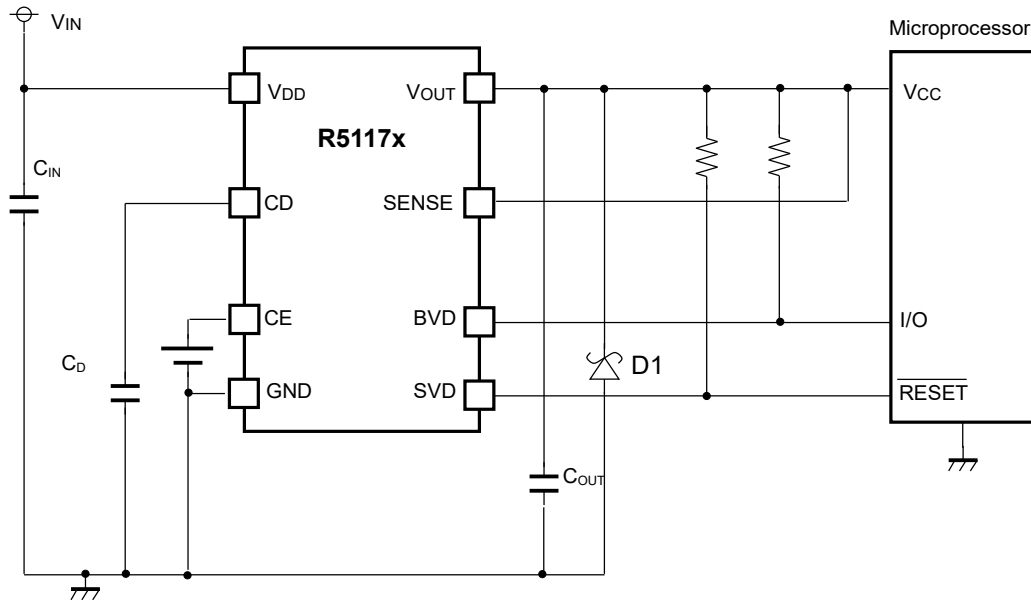 VIN
Microprocessor
VDD
VOUT
VCC
R5117x
CIN
CD
SENSE
CE
BVD
I/O
CD
D1
GND
SVD
RESET
COUT